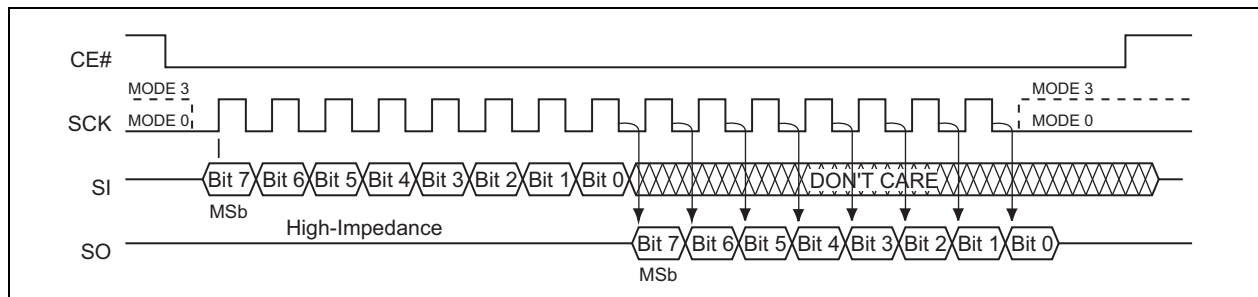 CE#
MODE 3
MODE 3
SCK
MODE 0
MODE 0
SI
Bit 7 Bit 6 Bit 5 Bit 4 Bit 3 Bit 2 Bit 1 Bit 0
DON'T CARE
MSb
High-Impedance
SO
Bit 7 Bit 6 Bit 5 Bit 4 Bit 3 Bit 2 Bit 1 Bit 0
MSb